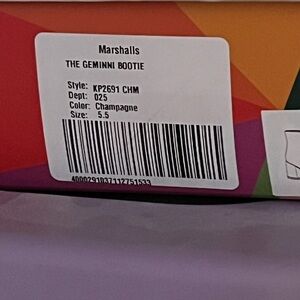 Marshalls
THE GEMINNI BOOTIE
Style: KP2691 CHM
Dept: 025
Color: Champagne
Size: 5.5